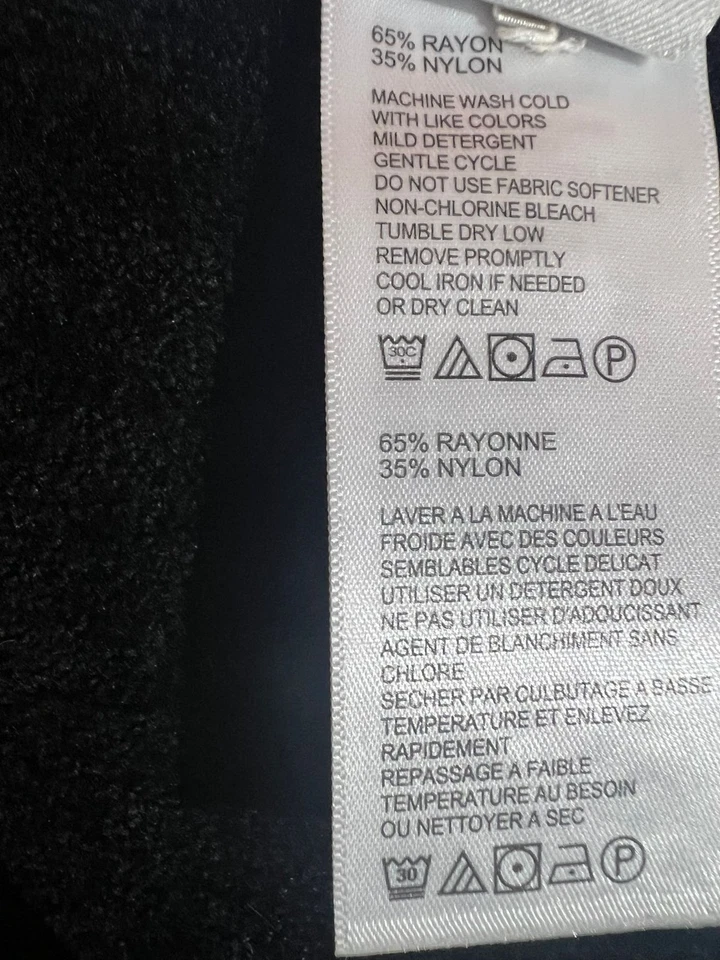 65% RAYON
35% NYLON
MACHINE WASH COLD
WITH LIKE COLORS
MILD DETERGENT
GENTLE CYCLE
DO NOT USE FABRIC SOFTENER
NON-CHLORINE BLEACH
TUMBLE DRY LOW
REMOVE PROMPTLY
COOL IRON IF NEEDED
OR DRY CLEAN
30C P
65% RAYONNE
35% NYLON
LAVER A LA MACHINE A L'EAU
FROIDE AVEC DES COULEURS
SEMBLABLES CYCLE DELICAT
UTILISER UN DETERGENT DOUX
NE PAS UTILISER D'ADOUCISSANT
AGENT DE BLANCHIMENT SANS
CHLORE
SECHER PAR CULBUTAGE A BASSE
TEMPERATURE ET ENLEVEZ
RAPIDEMENT
REPASSAGE A FAIBLE
TEMPERATURE AU BESOIN
OU NETTOYER A SEC
30 P